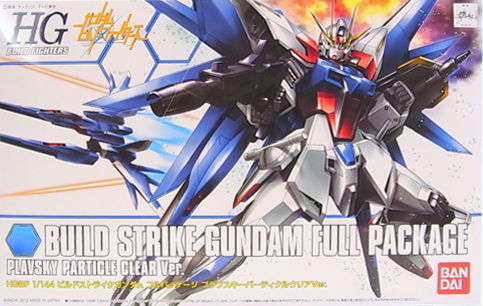 HG
BUILD FIGHTERS
ガンダム
ビルドファイターズ
BUILD STRIKE GUNDAM FULL PACKAGE
PLAVSKY PARTICLE CLEAR Ver.
HGBF 1/144 ビルドストライクガンダム フルパッケージ プラフスキーパーティクルクリアVer.
BAN
DAI